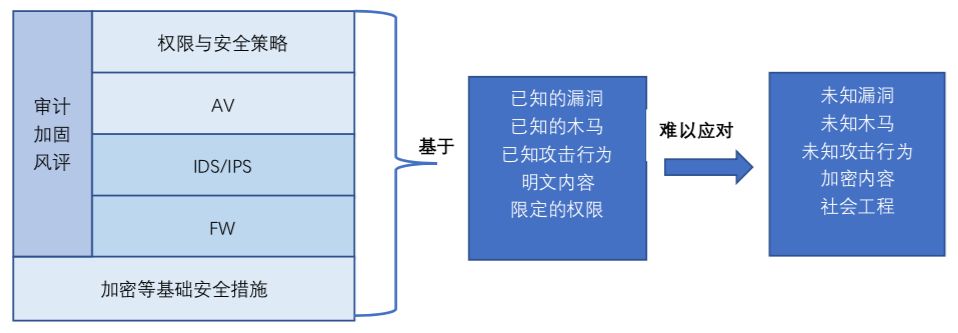 审计
加固
风评
权限与安全策略
AV
IDS/IPS
FW
加密等基础安全措施
基于
已知的漏洞
已知的木马
已知攻击行为
明文内容
限定的权限
难以应对
未知漏洞
未知木马
未知攻击行为
加密内容
社会工程